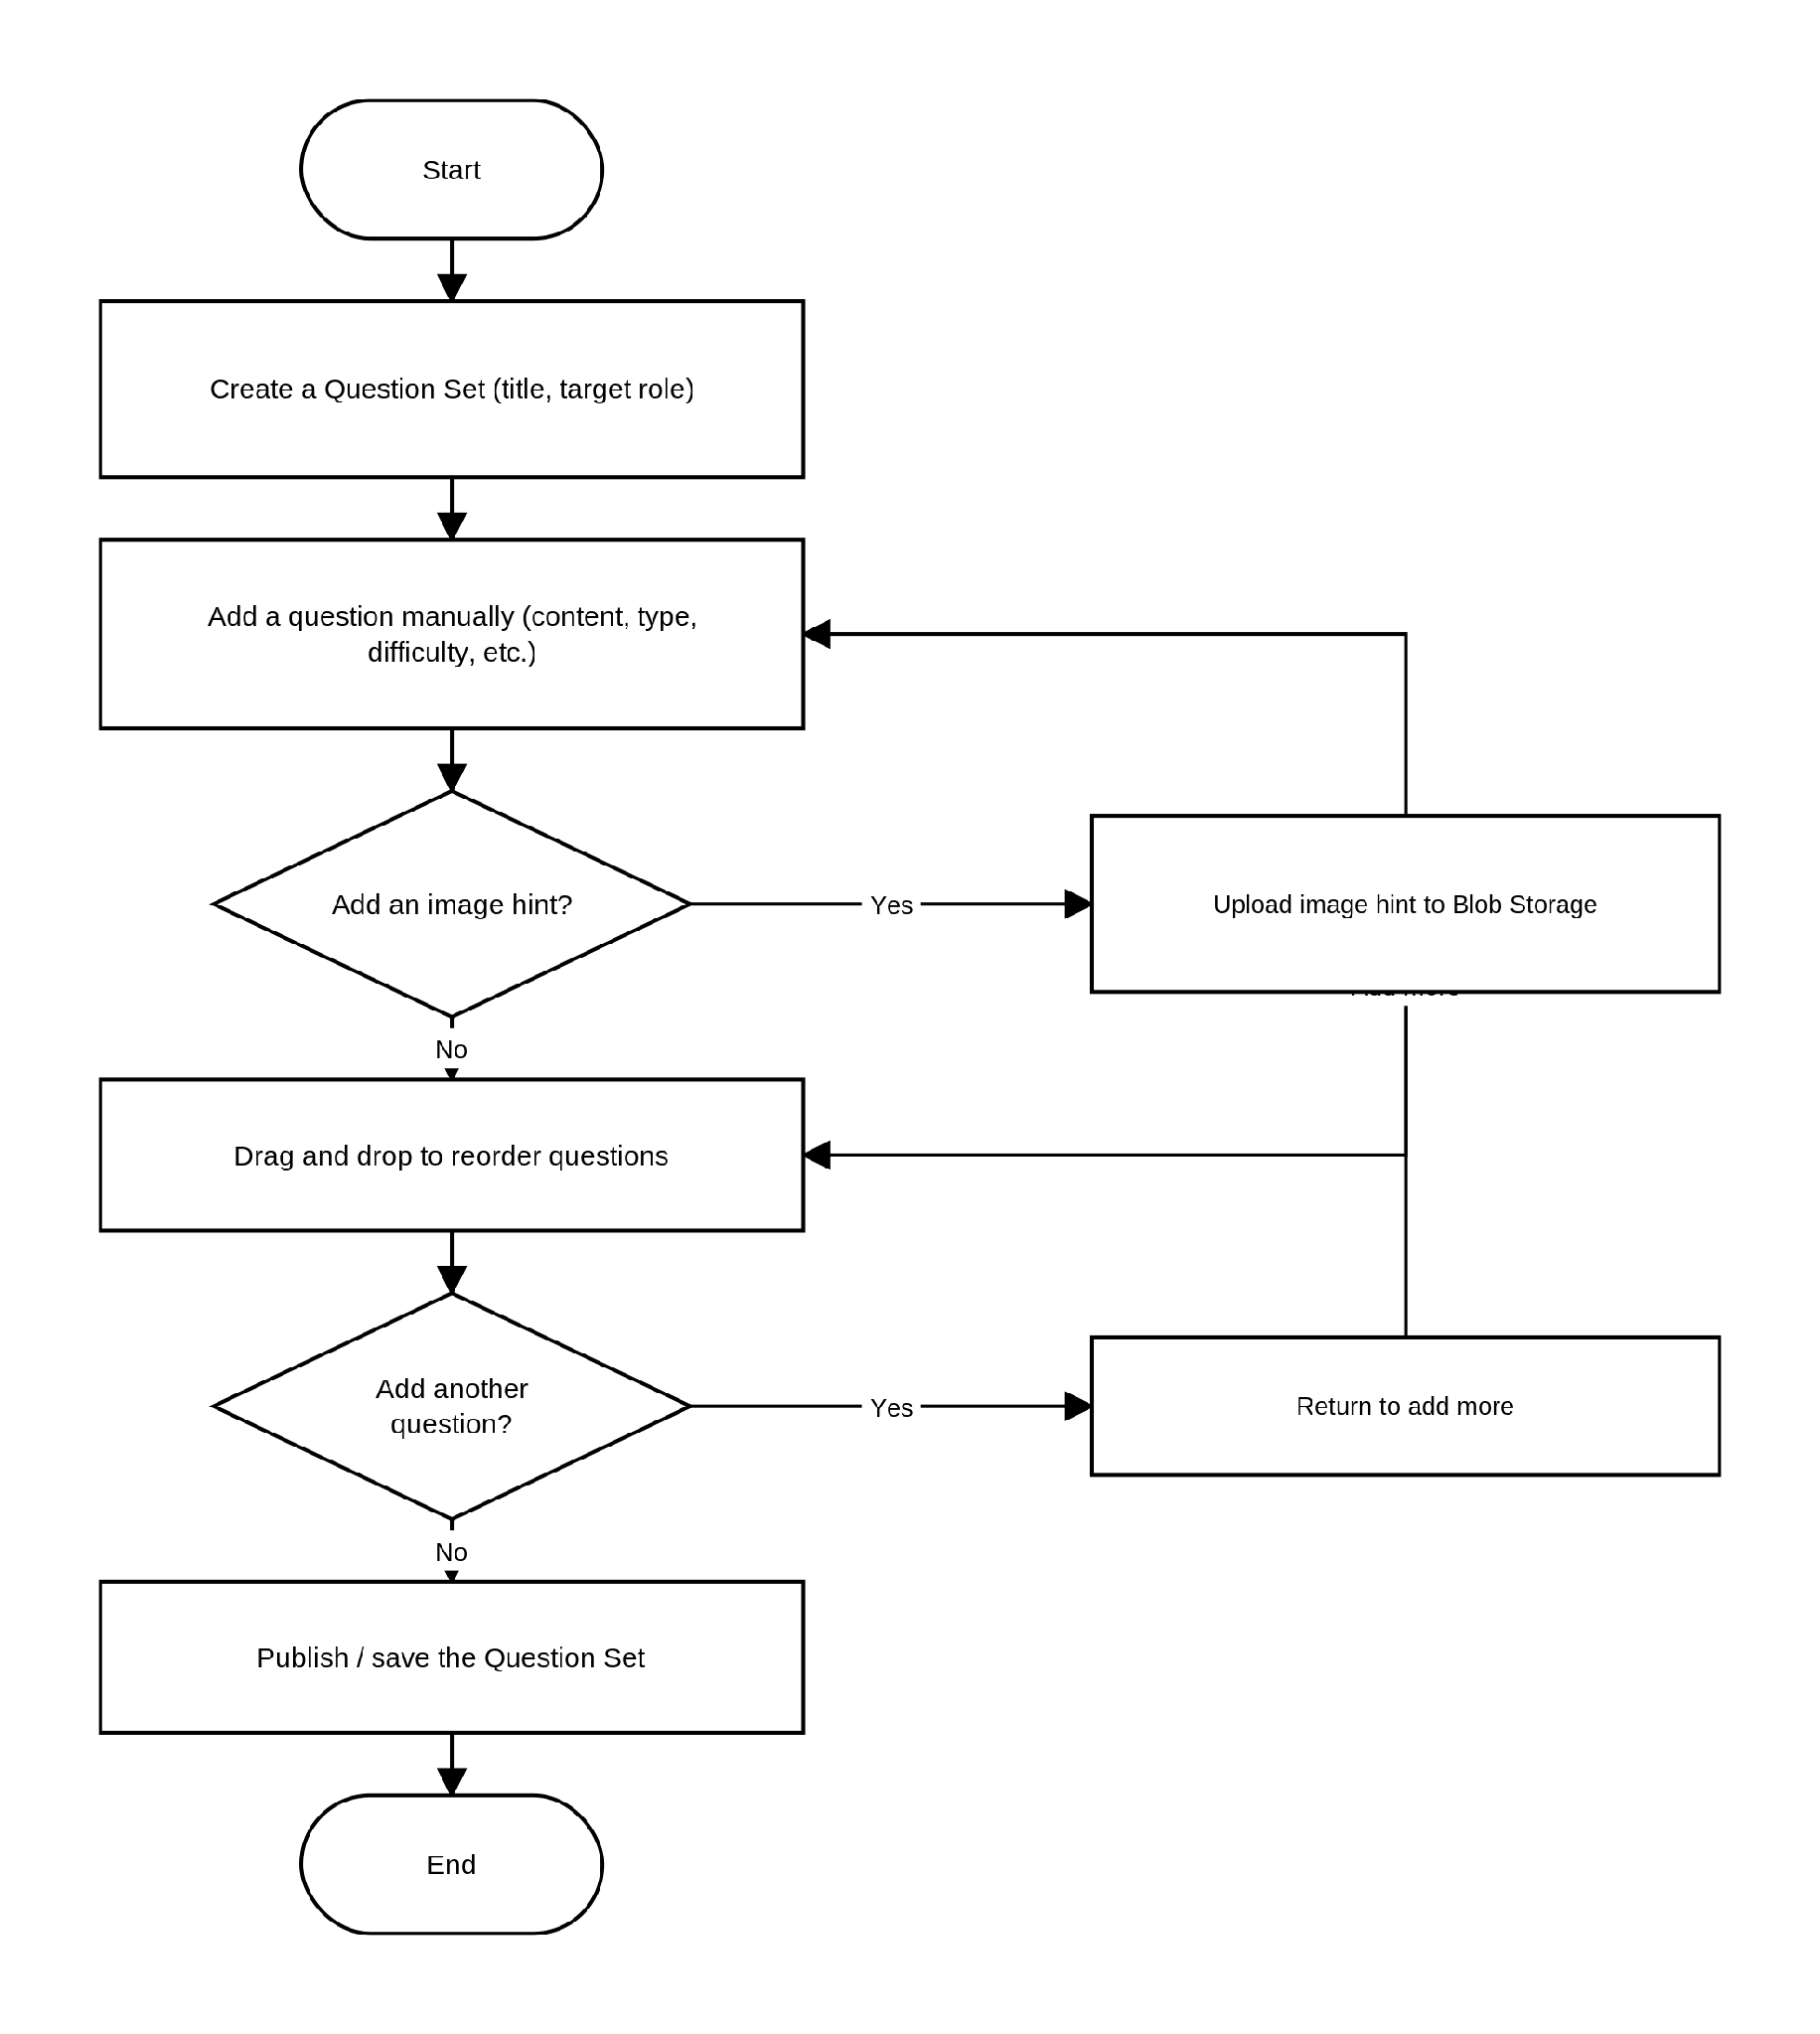 Start
Create a Question Set (title, target role)
Add a question manually (content, type,
difficulty, etc.)
Add an image hint?
Yes
Upload image hint to Blob Storage
No
Drag and drop to reorder questions
Add another
question?
Yes
Return to add more
No
Publish / save the Question Set
End